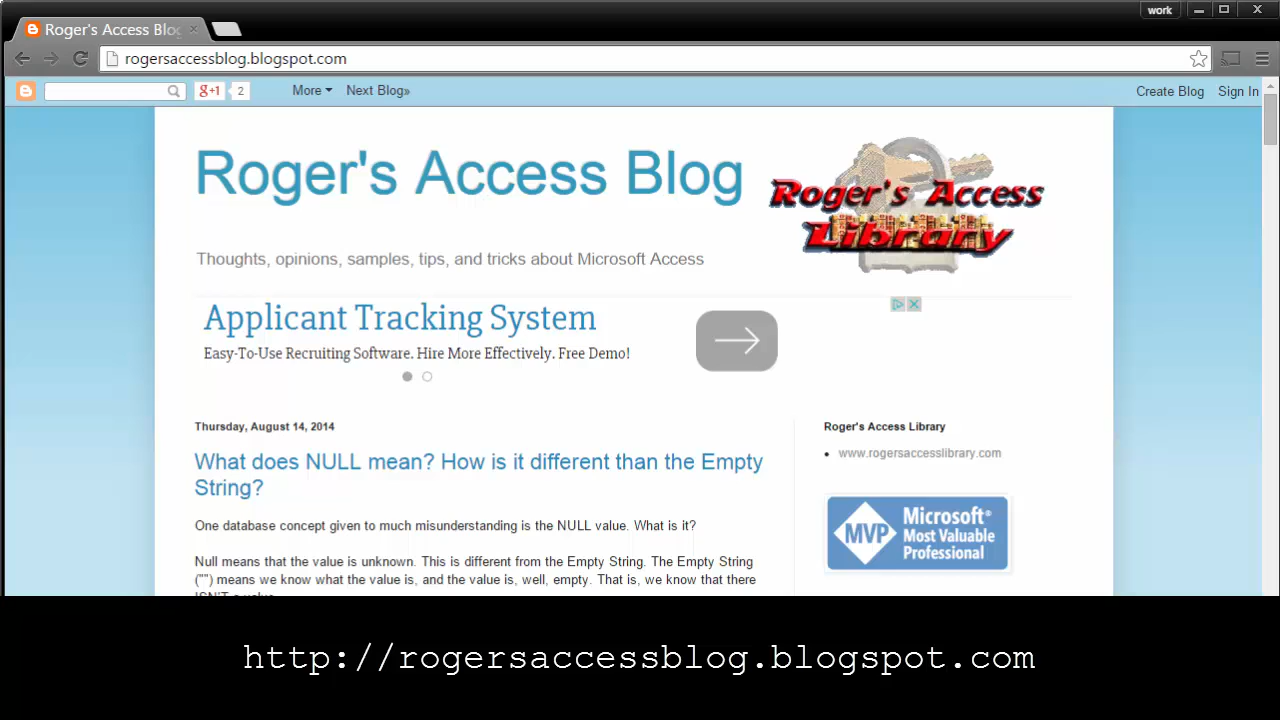 work
Roger's Access Blog
rogersaccessblog.blogspot.com
g+1 2 More Next Blog» Create Blog Sign In
Roger's Access Blog
Roger's Access
Library
Thoughts, opinions, samples, tips, and tricks about Microsoft Access
Applicant Tracking System
Easy-To-Use Recruiting Software. Hire More Effectively. Free Demo!
Thursday, August 14, 2014
What does NULL mean? How is it different than the Empty
String?
One database concept given to much misunderstanding is the NULL value. What is it?
Null means that the value is unknown. This is different from the Empty String. The Empty String
("") means we know what the value is, and the value is, well, empty. That is, we know that there
ISN'T a value
Roger's Access Library
www.rogersaccesslibrary.com
MVP
Microsoft®
Most Valuable
Professional
http://rogersaccessblog.blogspot.com